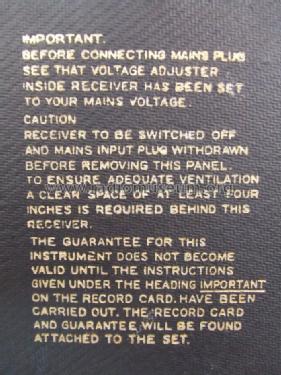 IMPORTANT.
BEFORE CONNECTING MAINS PLUG
SEE THAT VOLTAGE ADJUSTER
INSIDE RECEIVER HAS BEEN SET
TO YOUR MAINS VOLTAGE.
CAUTION
RECEIVER TO BE SWITCHED OFF
AND MAINS INPUT PLUG WITHDRAWN
BEFORE REMOVING THIS PANEL.
TO ENSURE ADEQUATE VENTILATION
A CLEAR SPACE OF AT LEAST FOUR
INCHES IS REQUIRED BEHIND THIS
RECEIVER.
THE GUARANTEE FOR THIS
INSTRUMENT DOES NOT BECOME
VALID UNTIL THE INSTRUCTIONS
GIVEN UNDER THE HEADING IMPORTANT
ON THE RECORD CARD. HAVE BEEN
CARRIED OUT. THE RECORD CARD
AND GUARANTEE WILL BE FOUND
ATTACHED TO THE SET.